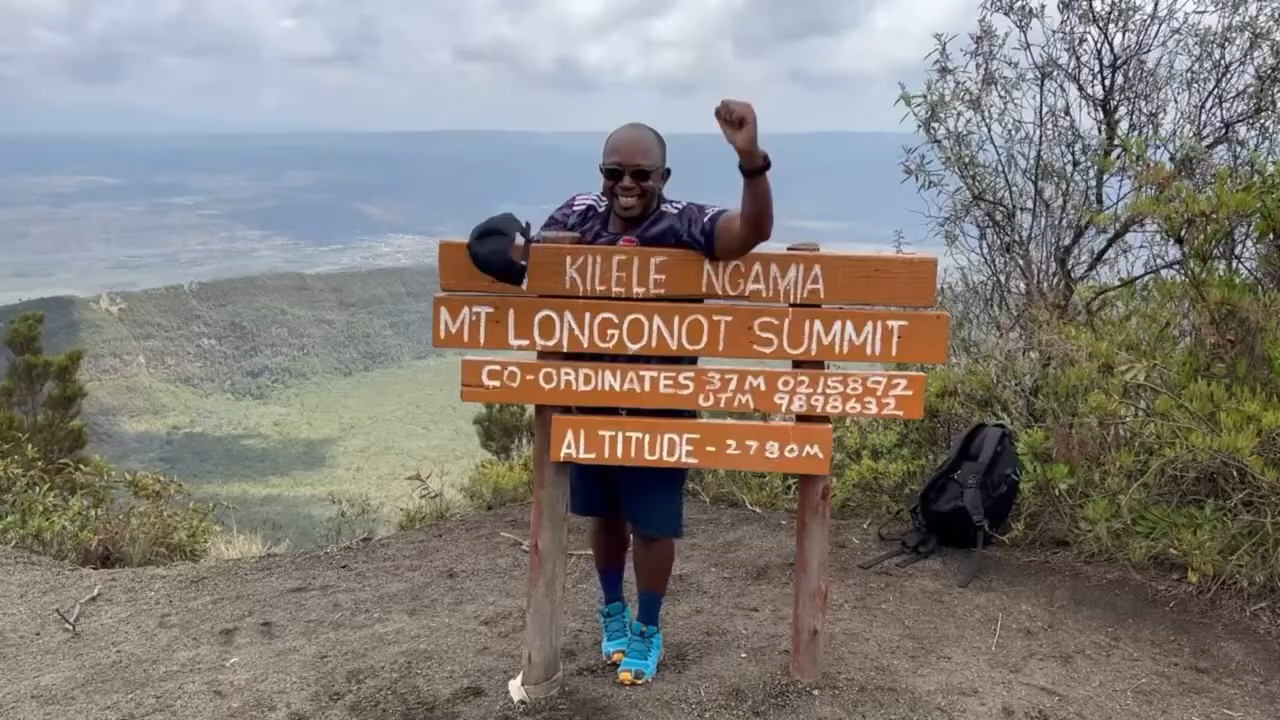 KILELE NGAMIA
MT LONGONOT SUMMIT
CO-ORDINATES 37M 0215892
UTM 9898632
ALTITUDE - 2780M